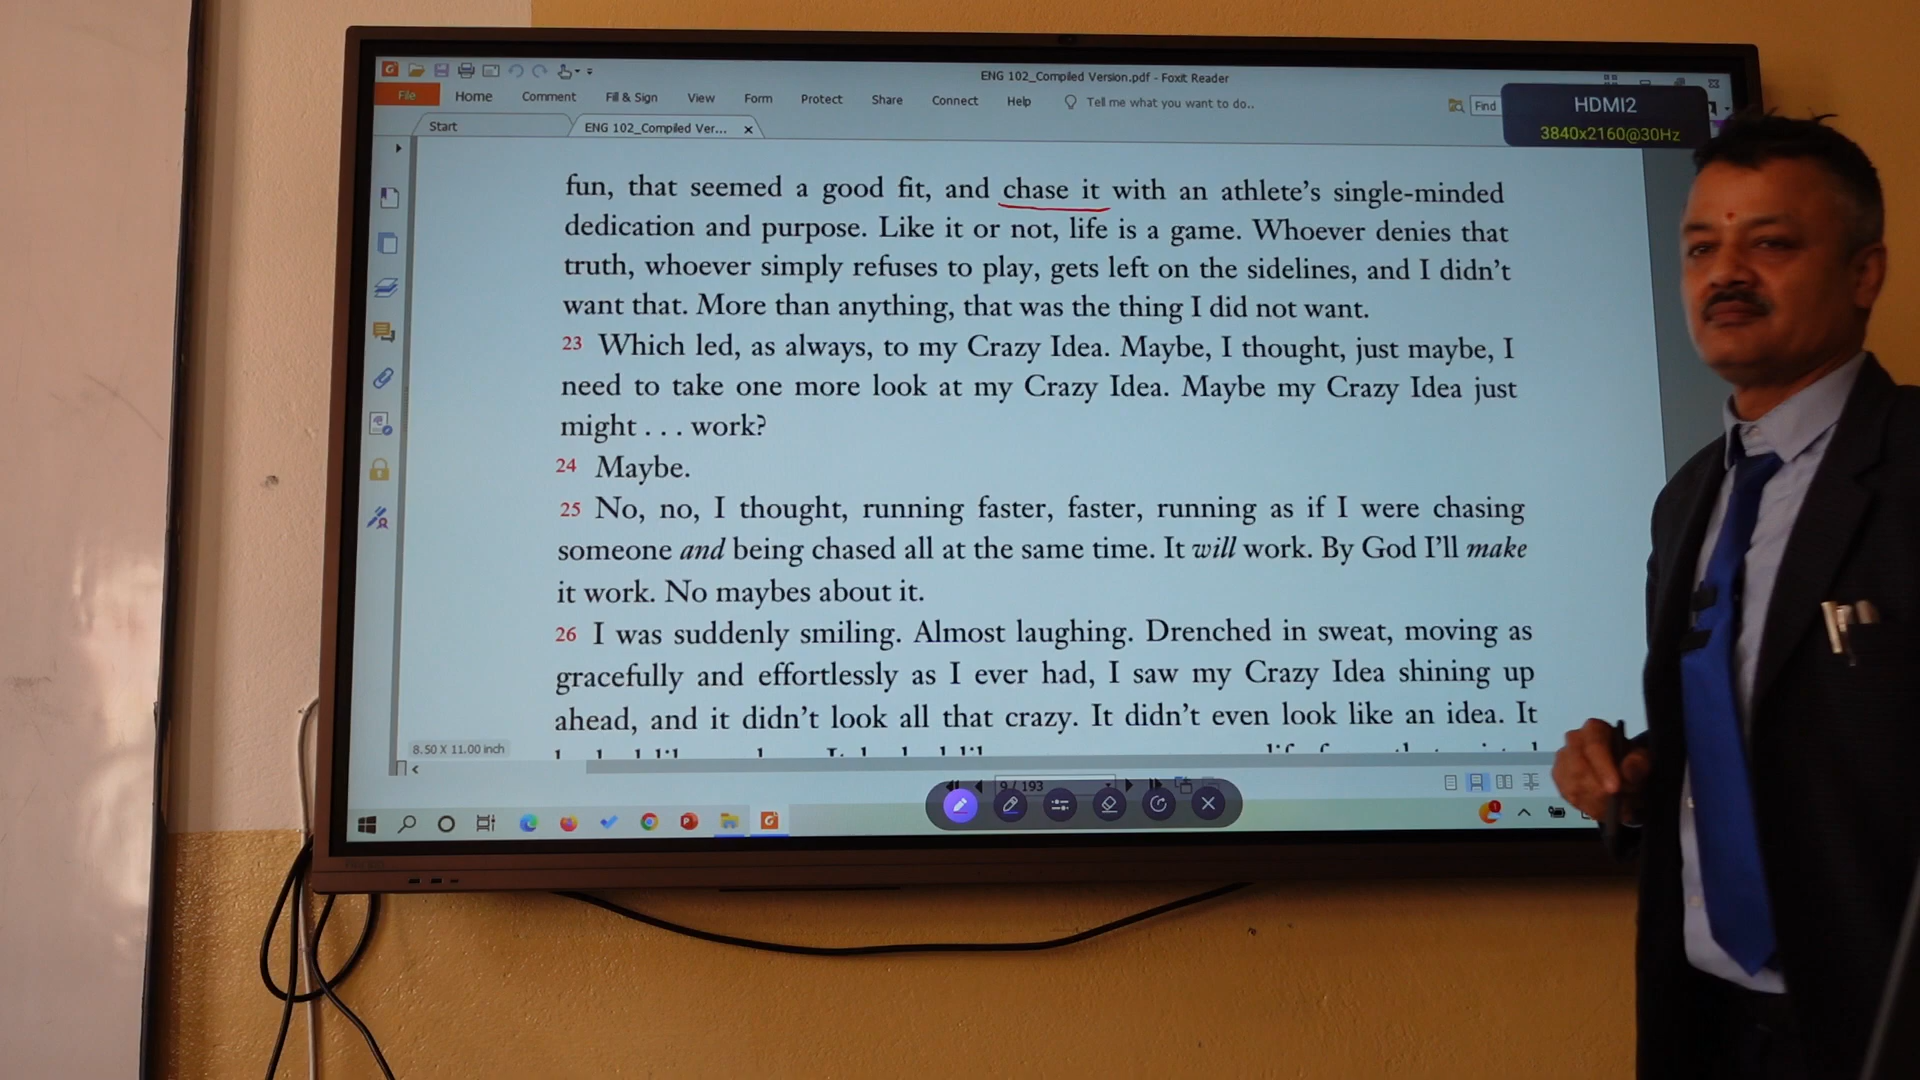 ENG 102_Compiled Version.pdf - Foxit Reader
File Home Comment Fill & Sign View Form Protect Share Connect Help Tell me what you want to do.. Find
HDMI2
3840x2160@30Hz
Start ENG 102_Compiled Ver...
fun, that seemed a good fit, and chase it with an athlete’s single-minded
dedication and purpose. Like it or not, life is a game. Whoever denies that
truth, whoever simply refuses to play, gets left on the sidelines, and I didn’t
want that. More than anything, that was the thing I did not want.
23 Which led, as always, to my Crazy Idea. Maybe, I thought, just maybe, I
need to take one more look at my Crazy Idea. Maybe my Crazy Idea just
might . . . work?
24 Maybe.
25 No, no, I thought, running faster, faster, running as if I were chasing
someone and being chased all at the same time. It will work. By God I’ll make
it work. No maybes about it.
26 I was suddenly smiling. Almost laughing. Drenched in sweat, moving as
gracefully and effortlessly as I ever had, I saw my Crazy Idea shining up
ahead, and it didn’t look all that crazy. It didn’t even look like an idea. It
8.50 X 11.00 inch
9 / 193